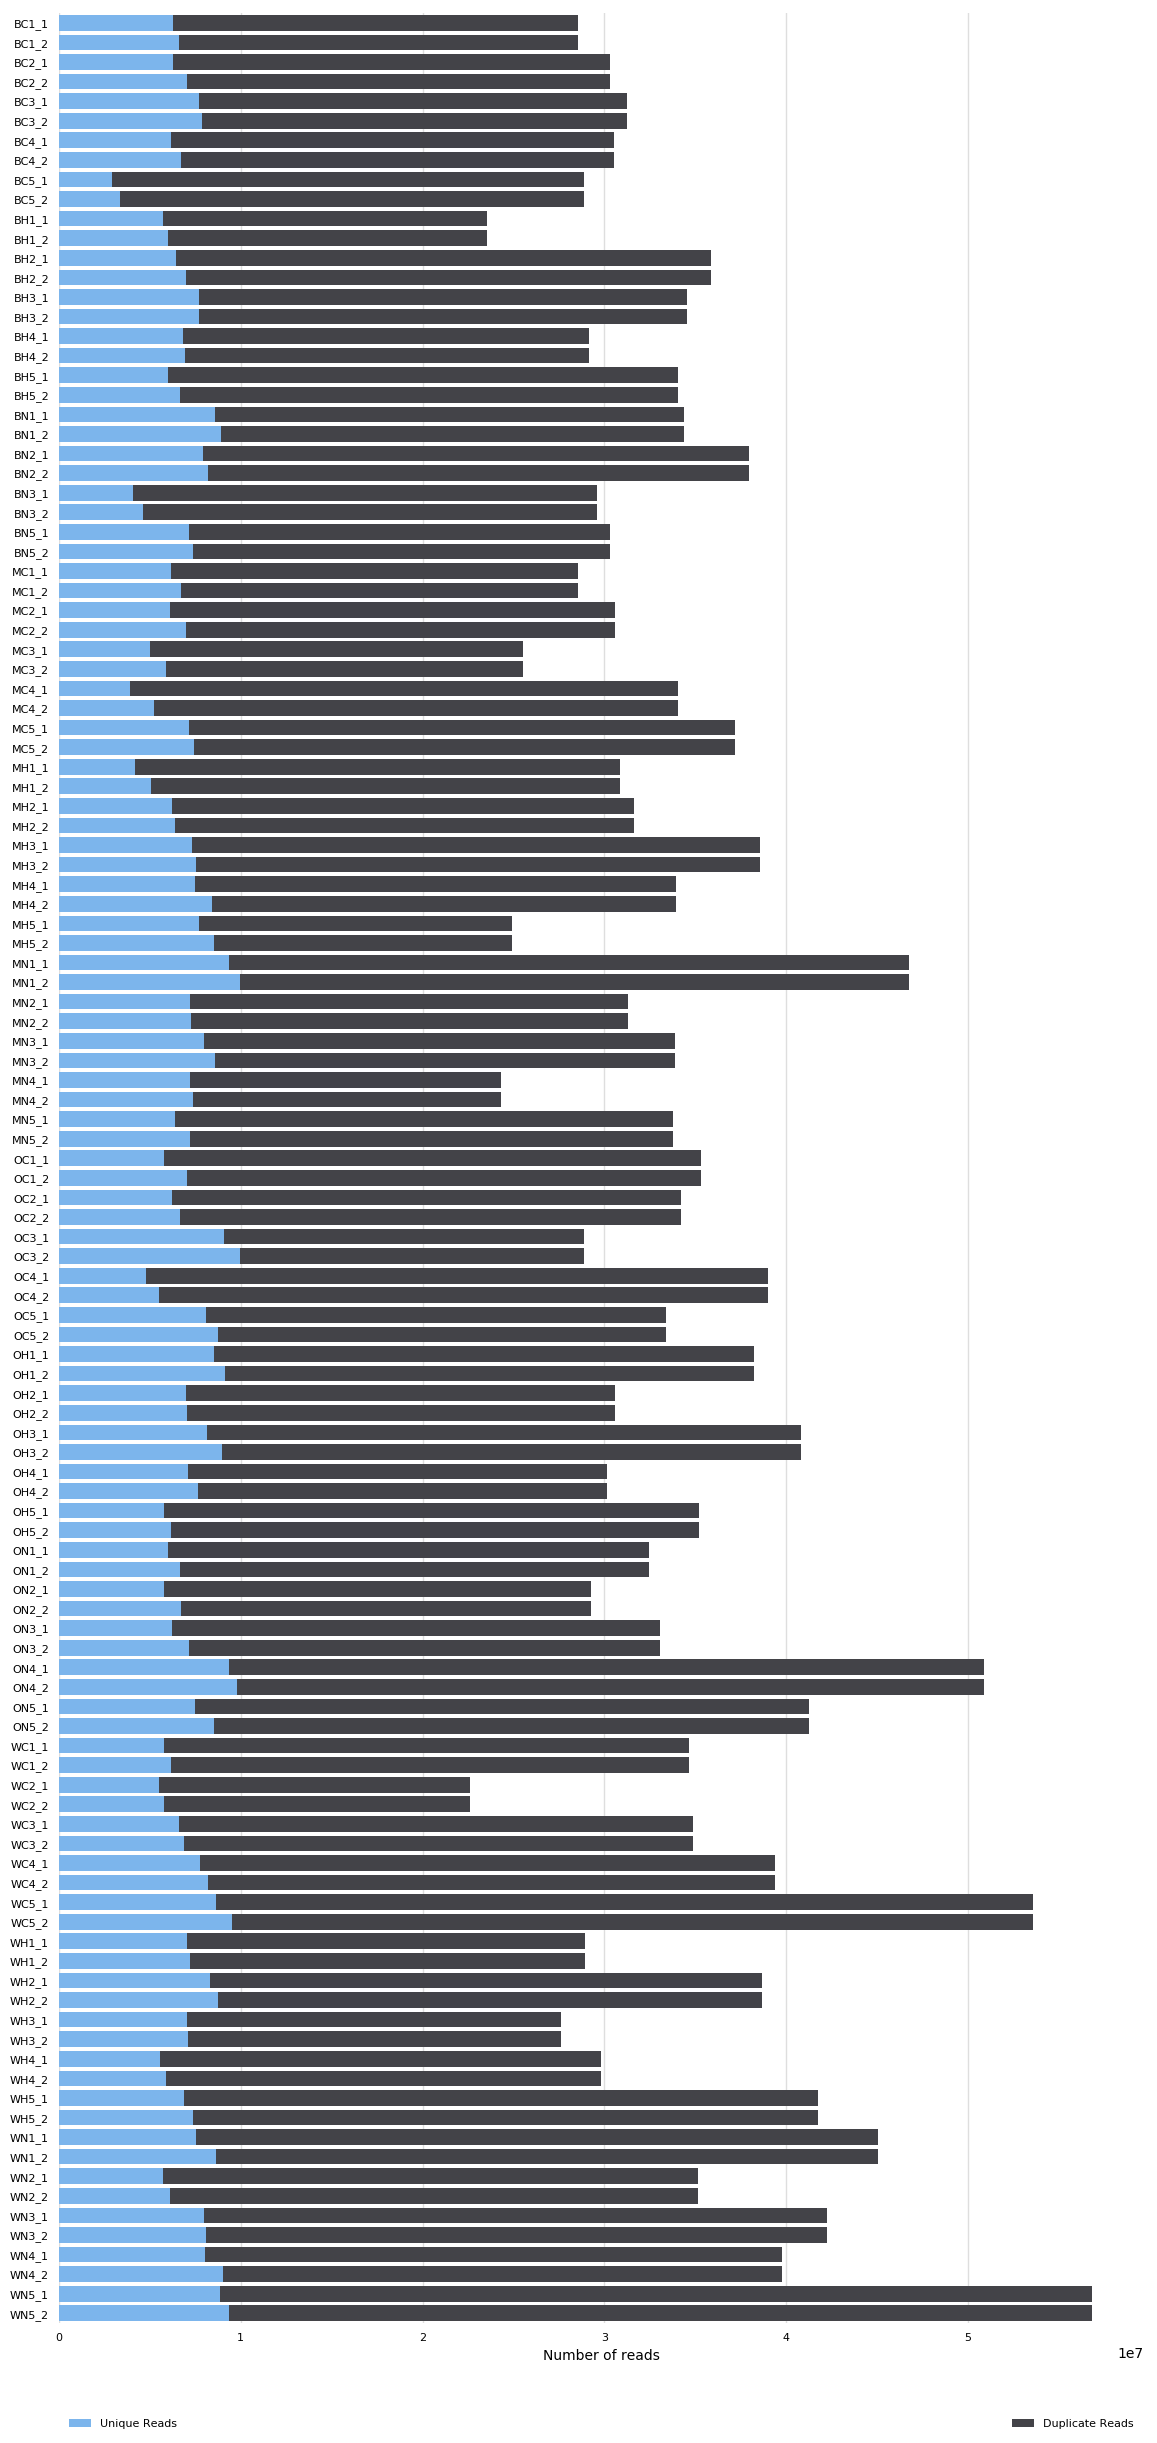 BC1_1
BC1_2
BC2_1
BC2_2
BC3_1
BC3_2
BC4_1
BC4_2
BC5_1
BC5_2
BH1_1
BH1_2
BH2_1
BH2_2
BH3_1
BH3_2
BH4_1
BH4_2
BH5_1
BH5_2
BN1_1
BN1_2
BN2_1
BN2_2
BN3_1
BN3_2
BN5_1
BN5_2
MC1_1
MC1_2
MC2_1
MC2_2
MC3_1
MC3_2
MC4_1
MC4_2
MC5_1
MC5_2
MH1_1
MH1_2
MH2_1
MH2_2
MH3_1
MH3_2
MH4_1
MH4_2
MH5_1
MH5_2
MN1_1
MN1_2
MN2_1
MN2_2
MN3_1
MN3_2
MN4_1
MN4_2
MN5_1
MN5_2
OC1_1
OC1_2
OC2_1
OC2_2
OC3_1
OC3_2
OC4_1
OC4_2
OC5_1
OC5_2
OH1_1
OH1_2
OH2_1
OH2_2
OH3_1
OH3_2
OH4_1
OH4_2
OH5_1
OH5_2
ON1_1
ON1_2
ON2_1
ON2_2
ON3_1
ON3_2
ON4_1
ON4_2
ON5_1
ON5_2
WC1_1
WC1_2
WC2_1
WC2_2
WC3_1
WC3_2
WC4_1
WC4_2
WC5_1
WC5_2
WH1_1
WH1_2
WH2_1
WH2_2
WH3_1
WH3_2
WH4_1
WH4_2
WH5_1
WH5_2
WN1_1
WN1_2
WN2_1
WN2_2
WN3_1
WN3_2
WN4_1
WN4_2
WN5_1
WN5_2
0 1 2 3 4 5
Number of reads
1e7
Unique Reads Duplicate Reads